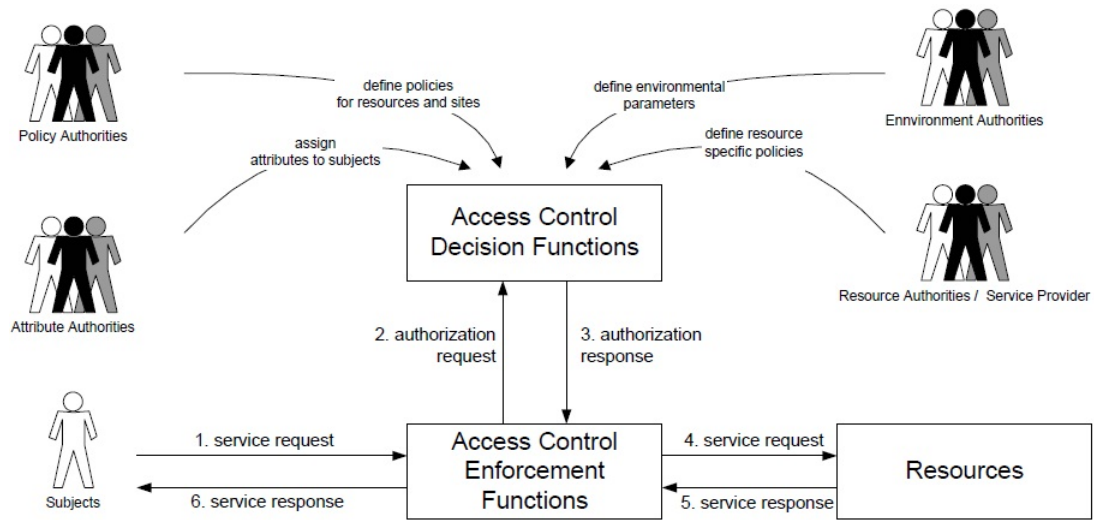 define policies
for resources and sites
define environmental
parameters
Policy Authorities
Ennvironment Authorities
assign
attributes to subjects
define resource
specific policies
Access Control
Decision Functions
Attribute Authorities
Resource Authorities / Service Provider
2. authorization
request
3. authorization
response
1. service request
Access Control
Enforcement
Functions
4. service request
Resources
6. service response
5. service response
Subjects